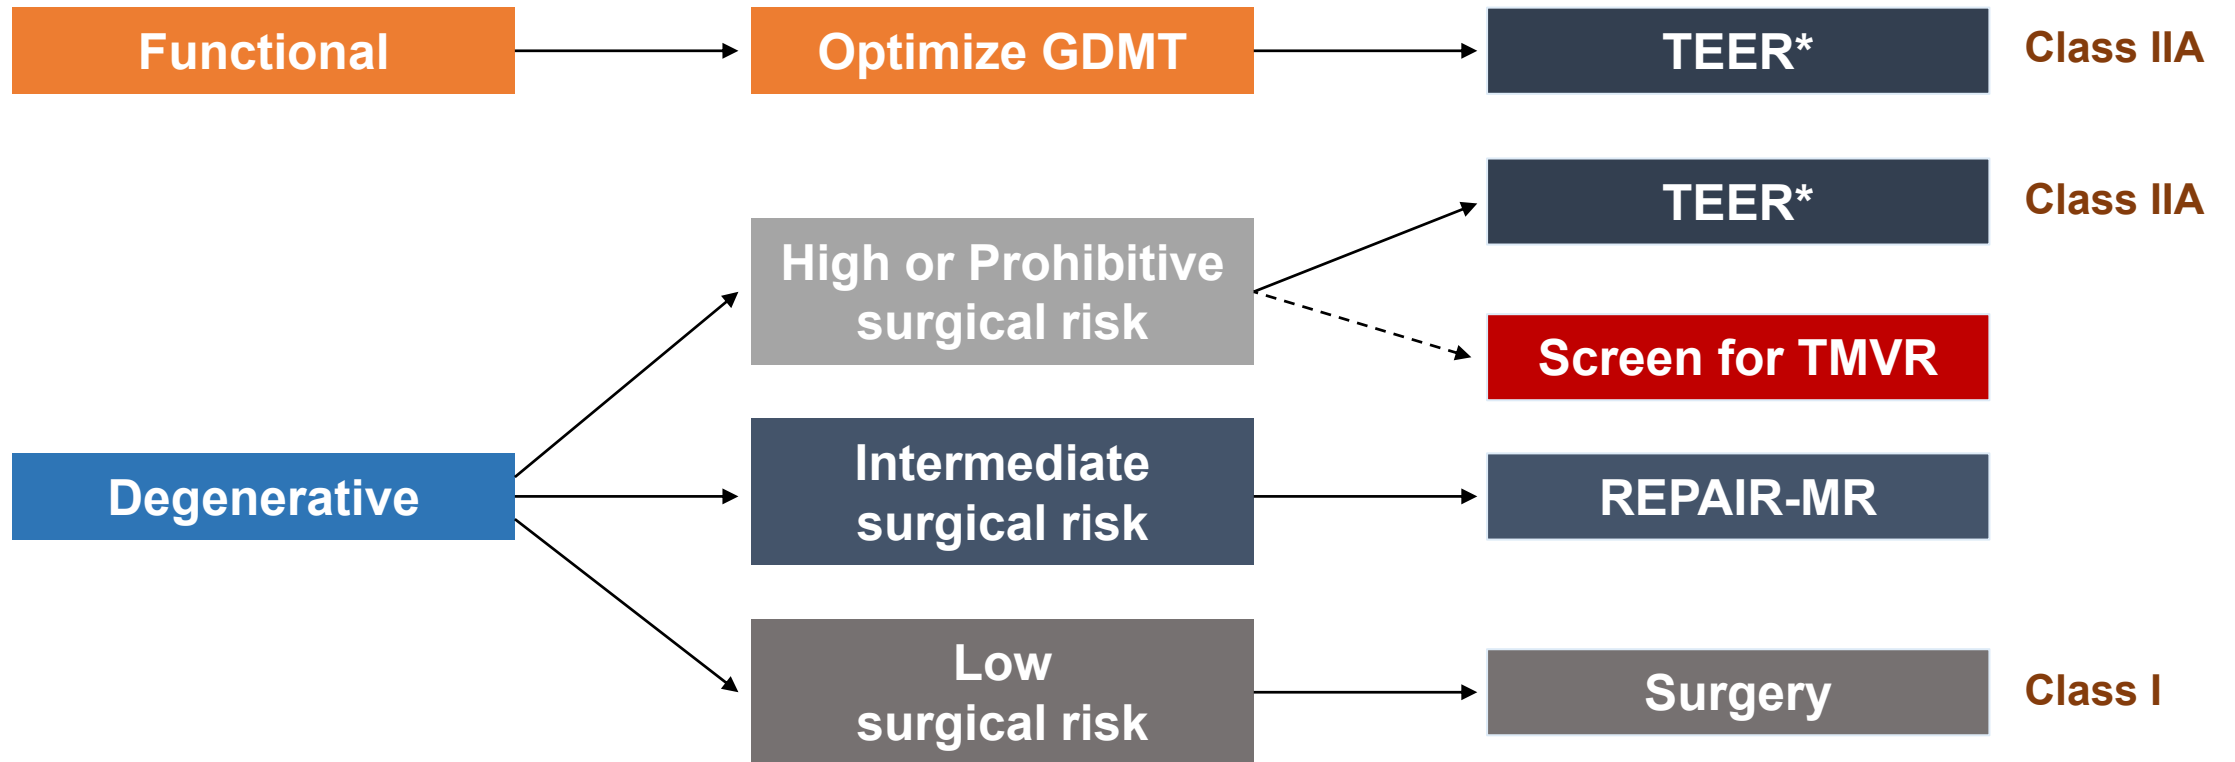 Functional
Optimize GDMT
TEER*
Class IIA
TEER*
Class IIA
High or Prohibitive
surgical risk
Screen for TMVR
Degenerative
Intermediate
surgical risk
REPAIR-MR
Low
surgical risk
Surgery
Class I